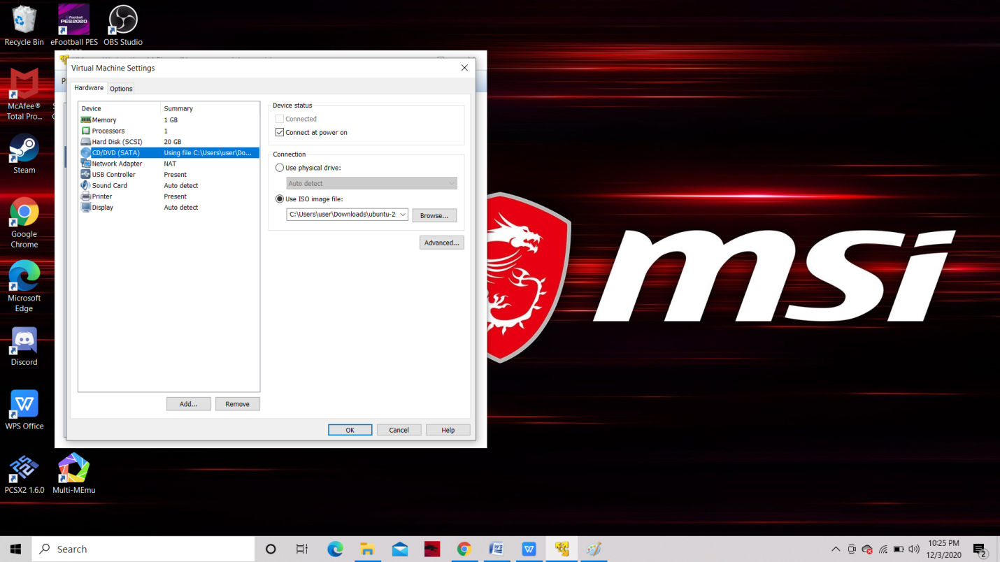 Recycle Bin
eFootball PES
OBS Studio
McAfee®
Total Pro...
Steam
Google
Chrome
Microsoft
Edge
Discord
WPS Office
PCSX2 1.6.0
Multi-MEmu
Virtual Machine Settings
Hardware
Options
Device
Summary
Memory
1 GB
Processors
1
Hard Disk (SCSI)
20 GB
CD/DVD (SATA)
Using file C:\Users\user\Do...
Network Adapter
NAT
USB Controller
Present
Sound Card
Auto detect
Printer
Present
Display
Auto detect
Add...
Remove
Device status
Connected
Connect at power on
Connection
Use physical drive:
Auto detect
Use ISO image file:
C:\Users\user\Downloads\ubuntu-2
Browse...
Advanced...
OK
Cancel
Help
msi
Search
10:25 PM
12/3/2020
2